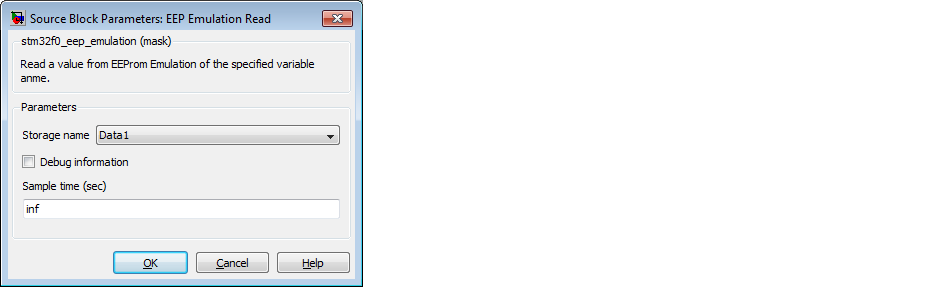 Source Block Parameters: EEP Emulation Read
stm32f0_eep_emulation (mask)
Read a value from EEProm Emulation of the specified variable
anme.
Parameters
Storage name Data1
Debug information
Sample time (sec)
inf
OK Cancel Help